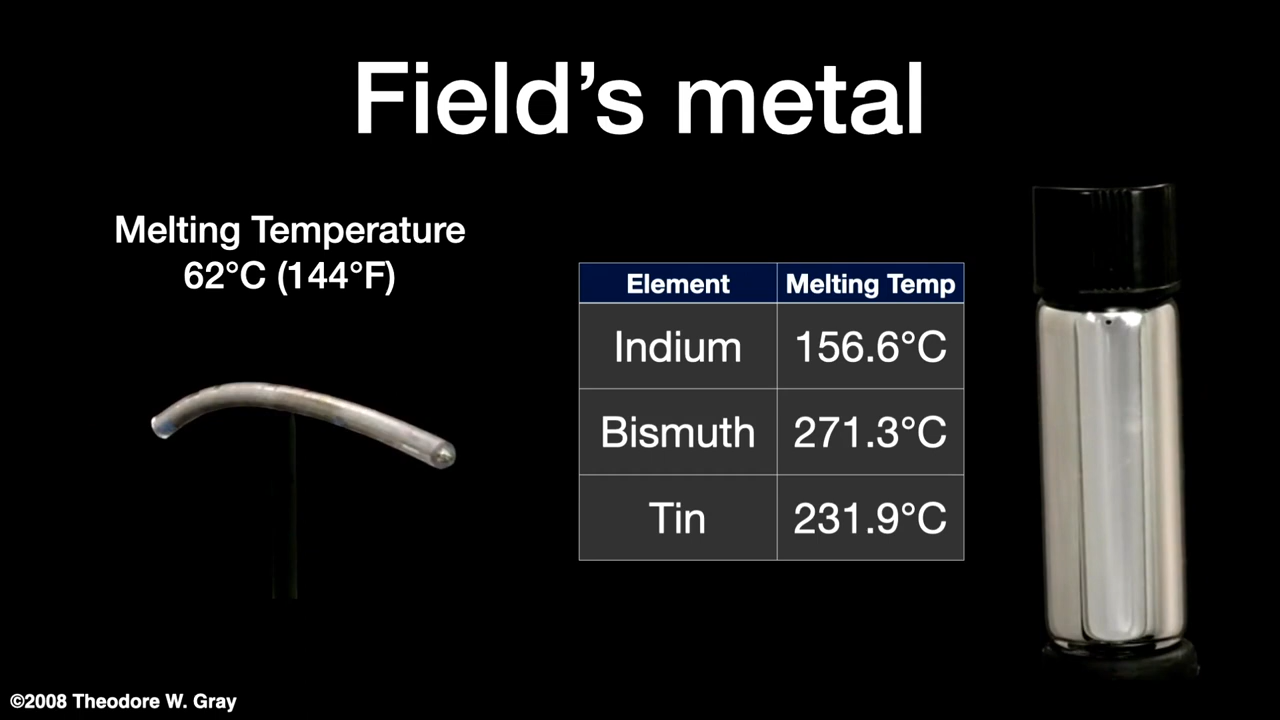 Field’s metal
Melting Temperature
62°C (144°F)
Element Melting Temp
Indium 156.6°C
Bismuth 271.3°C
Tin 231.9°C
©2008 Theodore W. Gray